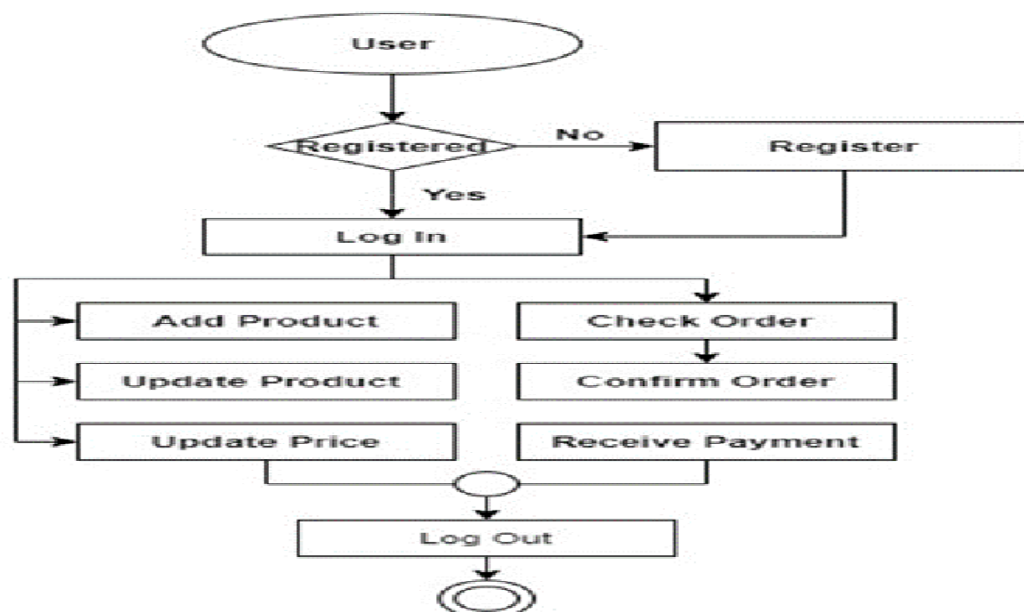 User
Registered
No
Register
Yes
Log In
Add Product
Check Order
Update Product
Confirm Order
Update Price
Receive Payment
Log Out